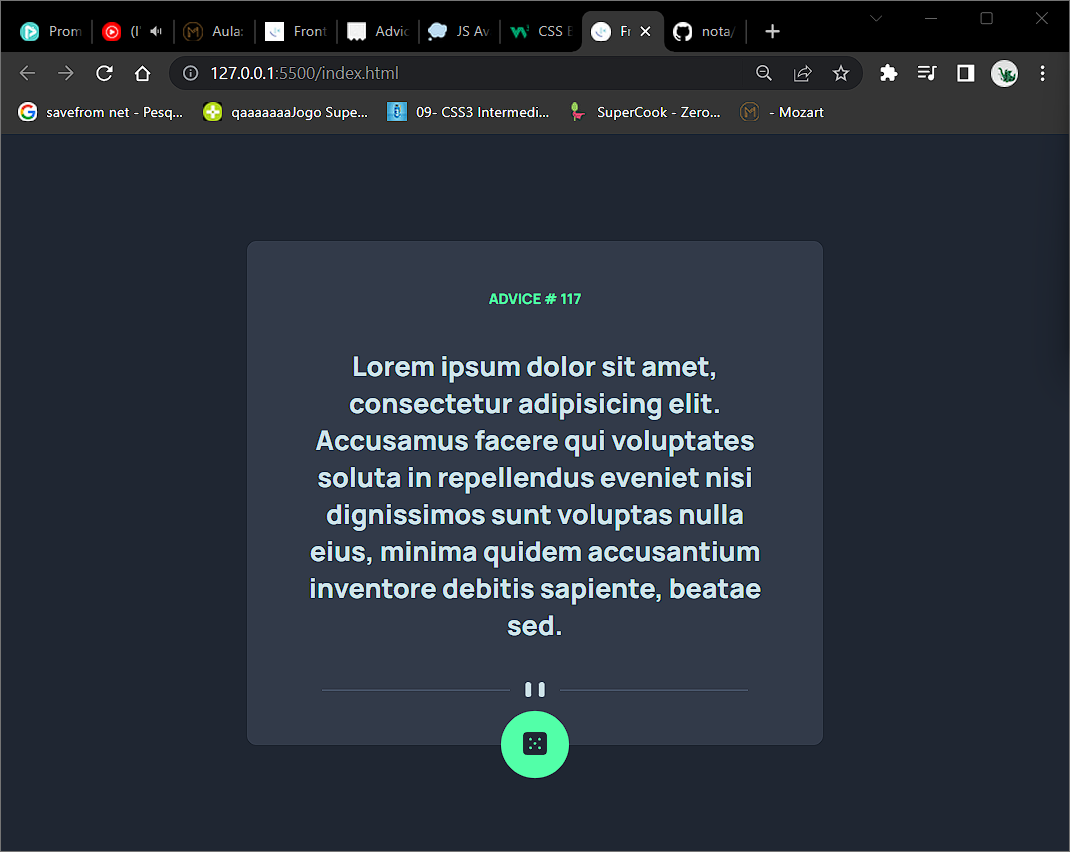 Prom
Aula:
Front
Advic
JS Av
CSS
nota/
127.0.0.1:5500/index.html
savefrom net - Pesq...
qaaaaaaaJogo Supe...
09- CSS3 Intermedi...
SuperCook - Zero...
- Mozart
ADVICE # 117
Lorem ipsum dolor sit amet,
consectetur adipisicing elit.
Accusamus facere qui voluptates
soluta in repellendus eveniet nisi
dignissimos sunt voluptas nulla
eius, minima quidem accusantium
inventore debitis sapiente, beatae
sed.